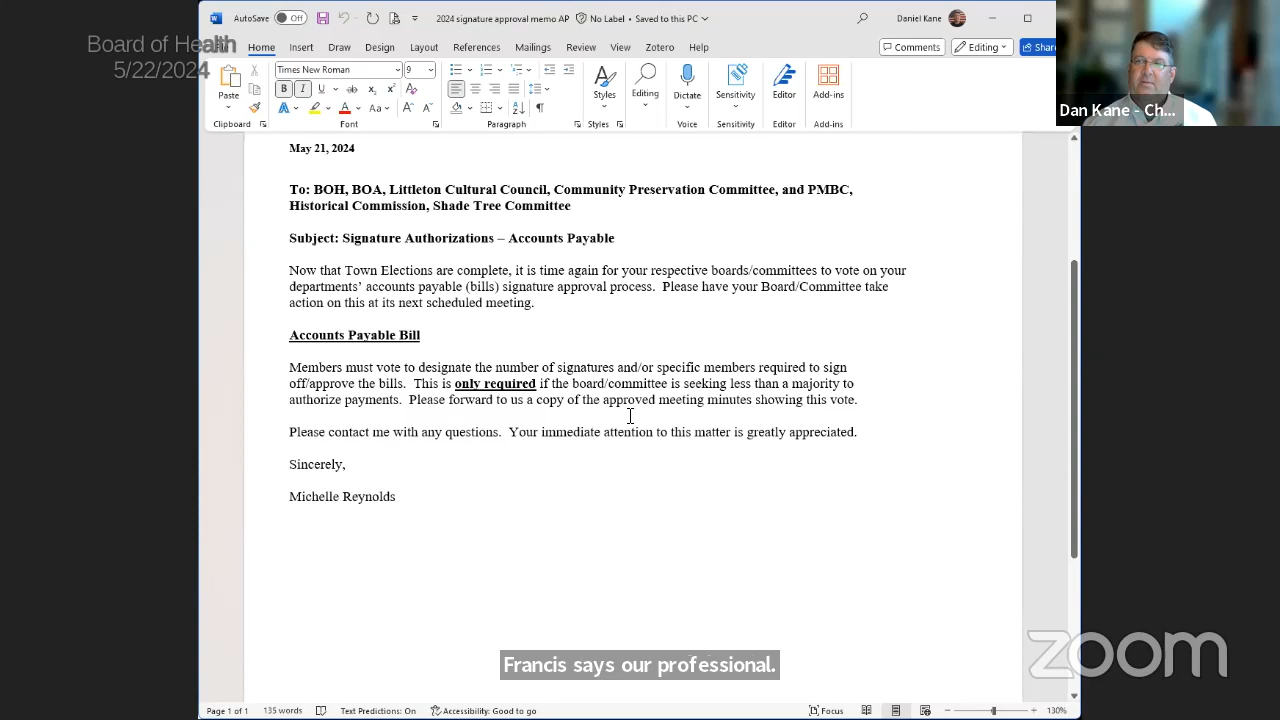 Board of Health
5/22/2024
AutoSave Off
2024 signature approval memo AP
No Label
Saved to this PC
Daniel Kane
Home Insert Draw Design Layout References Mailings Review View Zotero Help
Comments Editing Share
Paste
Times New Roman 9
B I U ab x₂ x²
A Aa A A
Styles Editing Dictate Sensitivity Editor Add-ins
Clipboard Font Paragraph Styles Voice Sensitivity Editor Add-ins
Dan Kane - Ch...
May 21, 2024
To: BOH, BOA, Littleton Cultural Council, Community Preservation Committee, and PMBC,
Historical Commission, Shade Tree Committee
Subject: Signature Authorizations – Accounts Payable
Now that Town Elections are complete, it is time again for your respective boards/committees to vote on your
departments’ accounts payable (bills) signature approval process. Please have your Board/Committee take
action on this at its next scheduled meeting.
Accounts Payable Bill
Members must vote to designate the number of signatures and/or specific members required to sign
off/approve the bills. This is only required if the board/committee is seeking less than a majority to
authorize payments. Please forward to us a copy of the approved meeting minutes showing this vote.
Please contact me with any questions. Your immediate attention to this matter is greatly appreciated.
Sincerely,
Michelle Reynolds
Francis says our professional.
zoom
Page 1 of 1 135 words Text Predictions: On Accessibility: Good to go Focus 130%